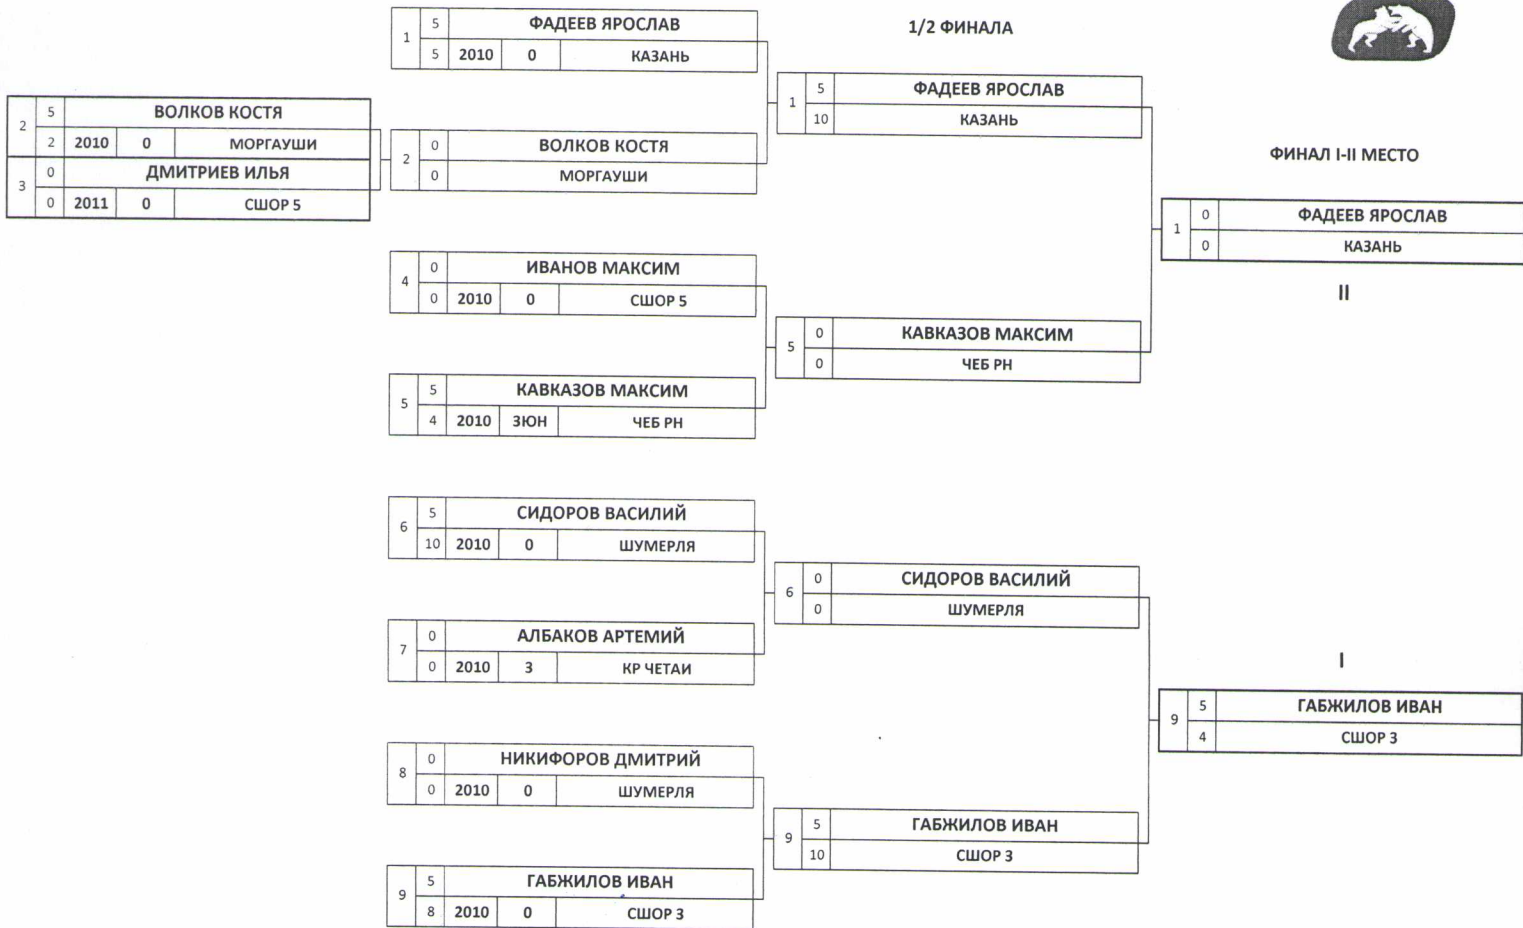 1 5 ФАДЕЕВ ЯРОСЛАВ
5 2010 0 КАЗАНЬ
1/2 ФИНАЛА
1 5 ФАДЕЕВ ЯРОСЛАВ
10 КАЗАНЬ
2 5 ВОЛКОВ КОСТЯ
2 2010 0 МОРГАУШИ
3 0 ДМИТРИЕВ ИЛЬЯ
0 2011 0 СШОР 5
2 0 ВОЛКОВ КОСТЯ
0 МОРГАУШИ
ФИНАЛ I-II МЕСТО
1 0 ФАДЕЕВ ЯРОСЛАВ
0 КАЗАНЬ
II
4 0 ИВАНОВ МАКСИМ
0 2010 0 СШОР 5
5 0 КАВКАЗОВ МАКСИМ
0 ЧЕБ РН
5 5 КАВКАЗОВ МАКСИМ
4 2010 3ЮН ЧЕБ РН
6 5 СИДОРОВ ВАСИЛИЙ
10 2010 0 ШУМЕРЛЯ
6 0 СИДОРОВ ВАСИЛИЙ
0 ШУМЕРЛЯ
7 0 АЛБАКОВ АРТЕМИЙ
0 2010 3 КР ЧЕТАИ
I
9 5 ГАБЖИЛОВ ИВАН
4 СШОР 3
8 0 НИКИФОРОВ ДМИТРИЙ
0 2010 0 ШУМЕРЛЯ
9 5 ГАБЖИЛОВ ИВАН
10 СШОР 3
9 5 ГАБЖИЛОВ ИВАН
8 2010 0 СШОР 3